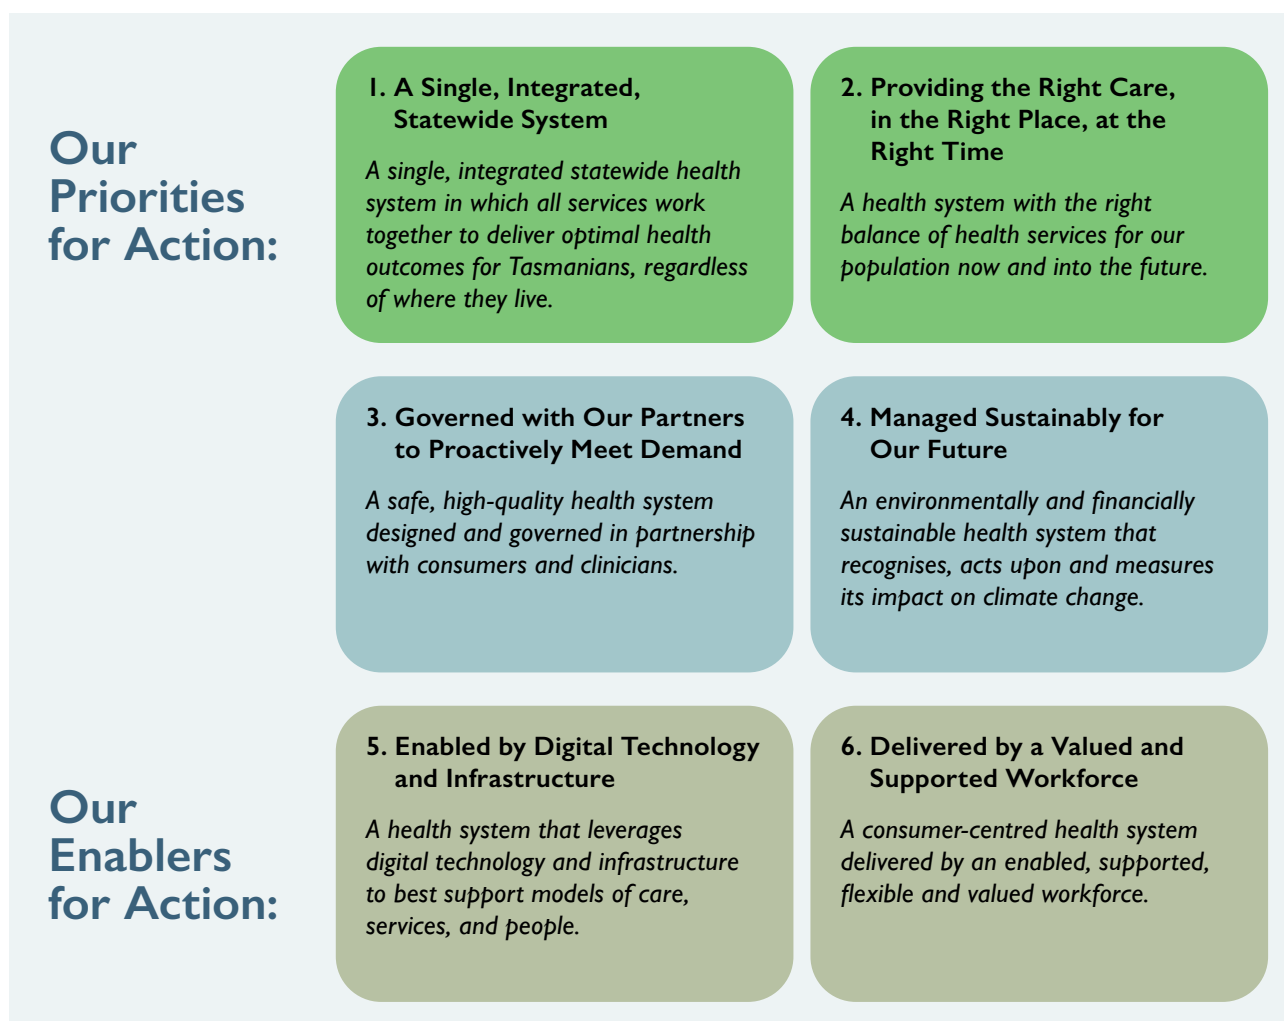 Our
Priorities
for Action:
1. A Single, Integrated,
Statewide System
A single, integrated statewide health
system in which all services work
together to deliver optimal health
outcomes for Tasmanians, regardless
of where they live.
2. Providing the Right Care,
in the Right Place, at the
Right Time
A health system with the right
balance of health services for our
population now and into the future.
3. Governed with Our Partners
to Proactively Meet Demand
A safe, high-quality health system
designed and governed in partnership
with consumers and clinicians.
4. Managed Sustainably for
Our Future
An environmentally and financially
sustainable health system that
recognises, acts upon and measures
its impact on climate change.
Our
Enablers
for Action:
5. Enabled by Digital Technology
and Infrastructure
A health system that leverages
digital technology and infrastructure
to best support models of care,
services, and people.
6. Delivered by a Valued and
Supported Workforce
A consumer-centred health system
delivered by an enabled, supported,
flexible and valued workforce.